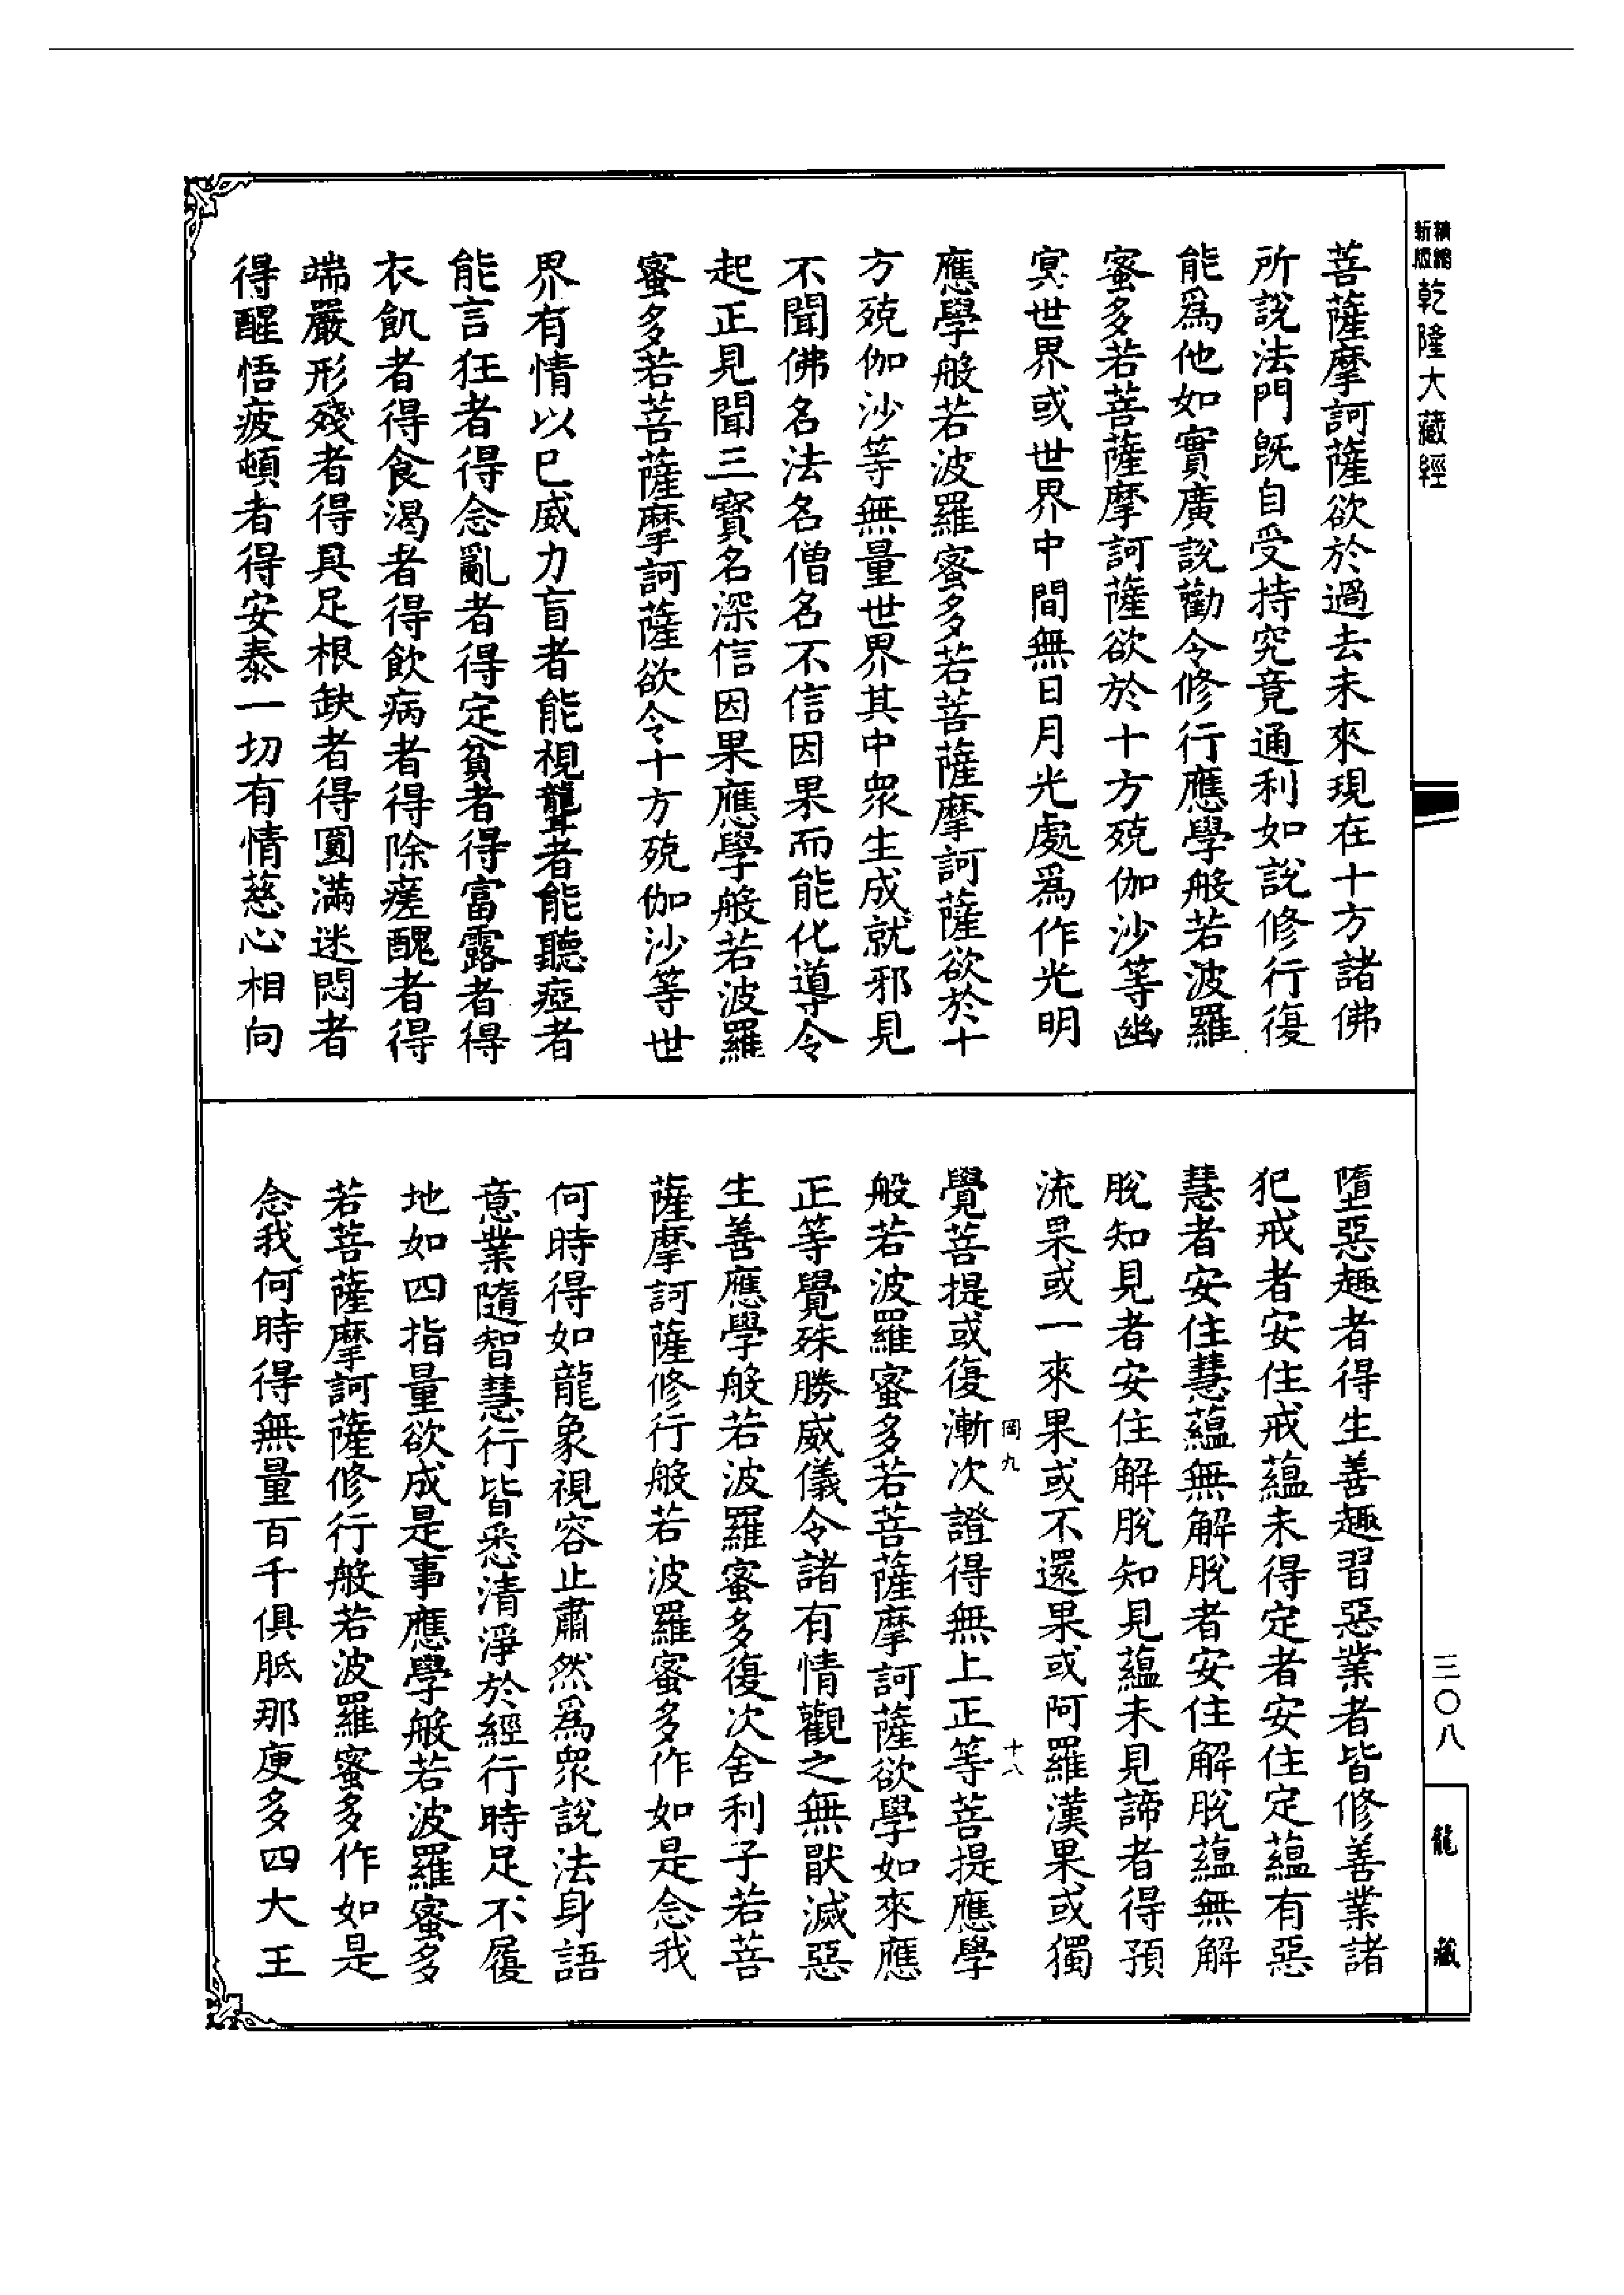 精縮新版乾隆大藏經
菩薩摩訶薩欲於過去未來現在十方諸佛
所說法門旣自受持究竟通利如說修行復
能爲他如實廣說勸令修行應學般若波羅
蜜多若菩薩摩訶薩欲於十方殑伽沙等幽
冥世界或世界中間無日月光處爲作光明
應學般若波羅蜜多若菩薩摩訶薩欲於十
方殑伽沙等無量世界其中眾生成就邪見
不聞佛名法名僧名不信因果而能化導令
起正見聞三寳名深信因果應學般若波羅
蜜多若菩薩摩訶薩欲令十方殑伽沙等世
界有情以已威力盲者能視聾者能聽瘂者
能言狂者得念亂者得定貧者得富露者得
衣飢者得食渴者得飲病者得除瘥醜者得
端嚴形殘者得具足根缺者得圓滿迷悶者
得醒悟疲頓者得安泰一切有情慈心相向
墮惡趣者得生善趣習惡業者皆修善業諸
犯戒者安住戒蘊未得定者安住定蘊有惡
慧者安住慧蘊無解脫者安住解脫蘊無解
脫知見者安住解脫知見蘊未見諦者得預
流果或一來果或不還果或阿羅漢果或獨
覺菩提或復漸次證得無上正等菩提應學
岡九 十八
般若波羅蜜多若菩薩摩訶薩欲學如來應
正等覺殊勝威儀令諸有情觀之無猒滅惡
生善應學般若波羅蜜多復次舍利子若菩
薩摩訶薩修行般若波羅蜜多作如是念我
何時得如龍象視容止肅然爲眾說法身語
意業隨智慧行皆悉清淨於經行時足不履
地如四指量欲成是事應學般若波羅蜜多
若菩薩摩訶薩修行般若波羅蜜多作如是
念我何時得無量百千俱胝那庾多四大王
三〇八
龍藏